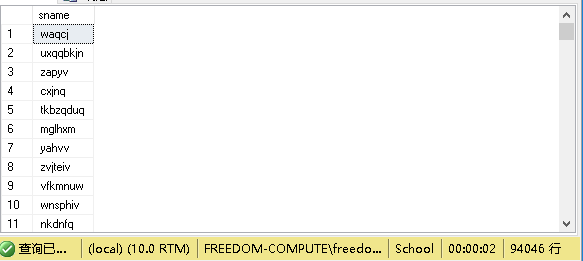 sname
1 waqcj
2 uxqqbkjn
3 zapyv
4 cxjnq
5 tkbzqduq
6 mglhxm
7 yahvv
8 zvjteiv
9 vfkmnuw
10 wnsphiv
11 nkdnfq
查询已... (local) (10.0 RTM) FREEDOM-COMPUTE\freedo... School 00:00:02 94046 行